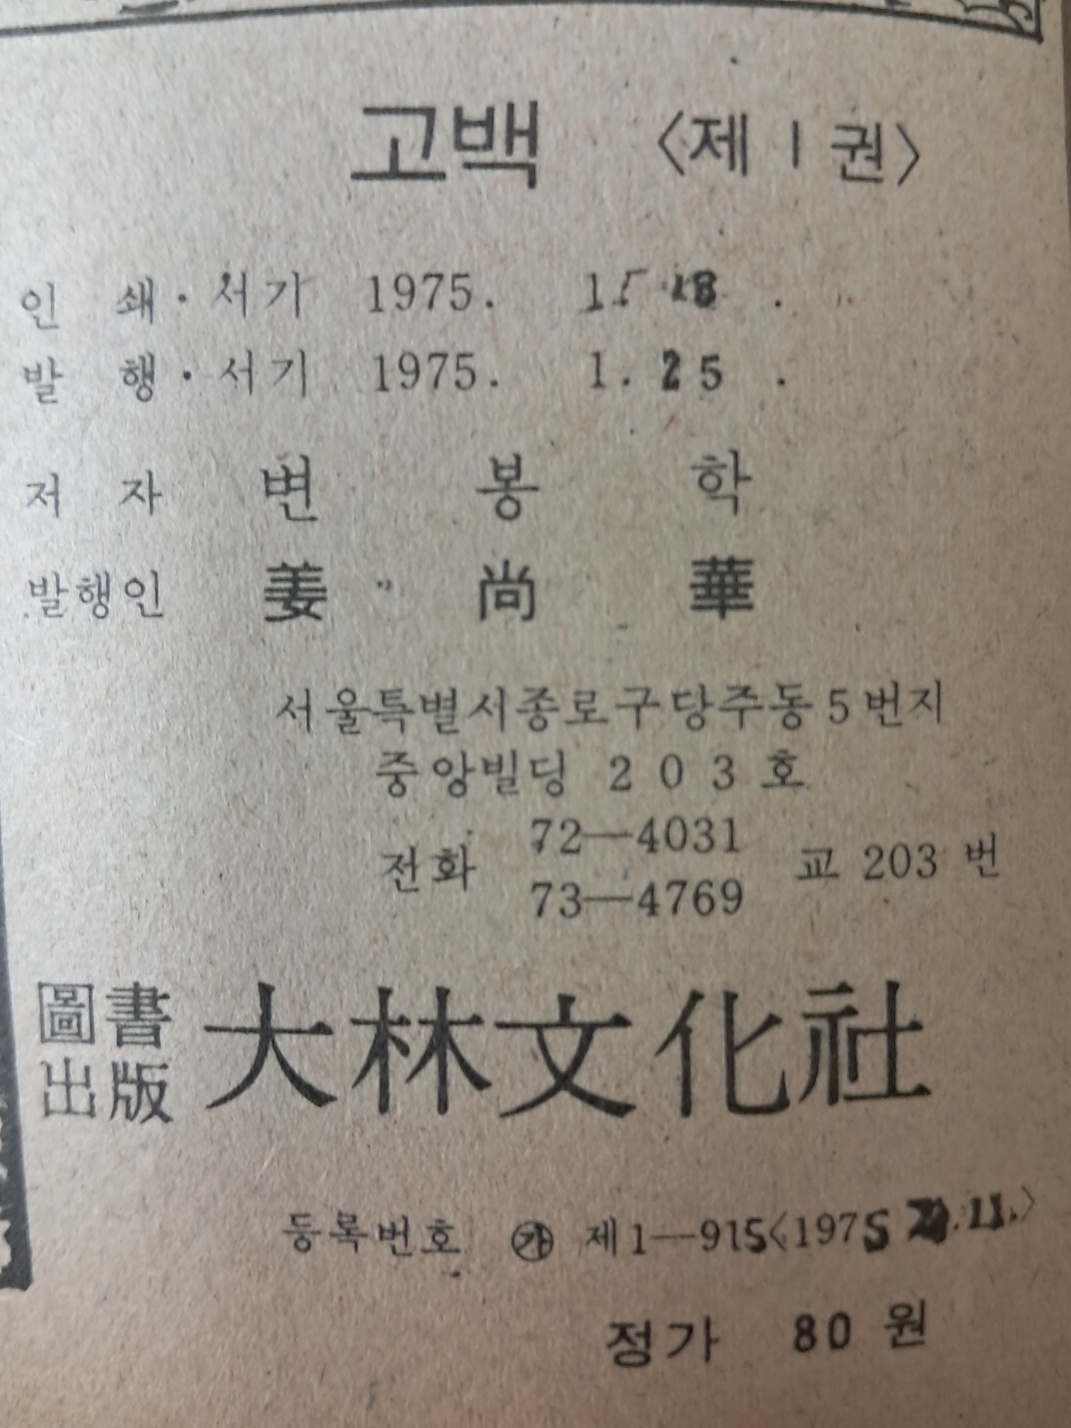 고백 〈제 1 권〉
인 쇄 · 서기 1975. 1. 18 .
발 행 · 서기 1975. 1. 25 .
저 자 변 봉 학
발행인 姜 尚 華
서울특별서종로구당주동 5 번지
중앙빌딩 2 0 3 호
전화 72—4031 교 203 번
73—4769
圖書出版 大林文化社
등록번호 ㉮ 제1—915〈1975 .11.〉
정가 80 원